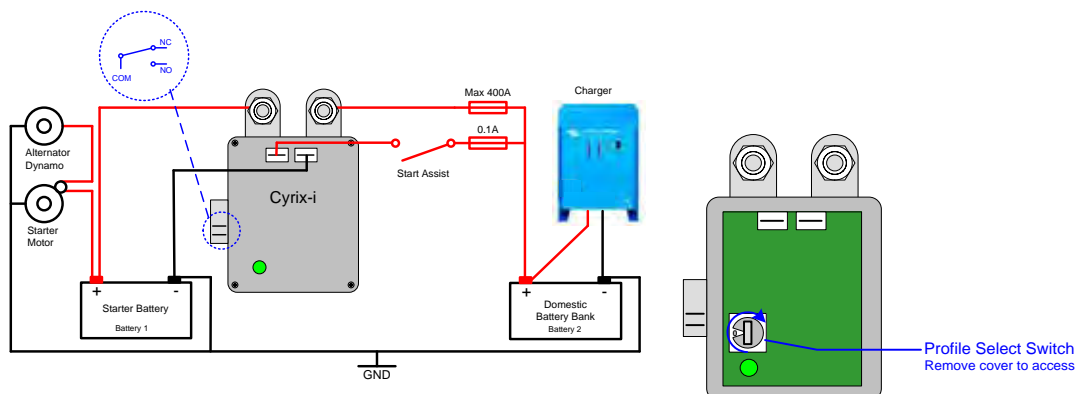 NC
COM
NO
Max 400A
Charger
0.1A
Alternator
Dynamo
Start Assist
Cyrix-i
Starter
Motor
+ -
Starter Battery
Battery 1
+ -
Domestic
Battery Bank
Battery 2
GND
0
Profile Select Switch
Remove cover to access